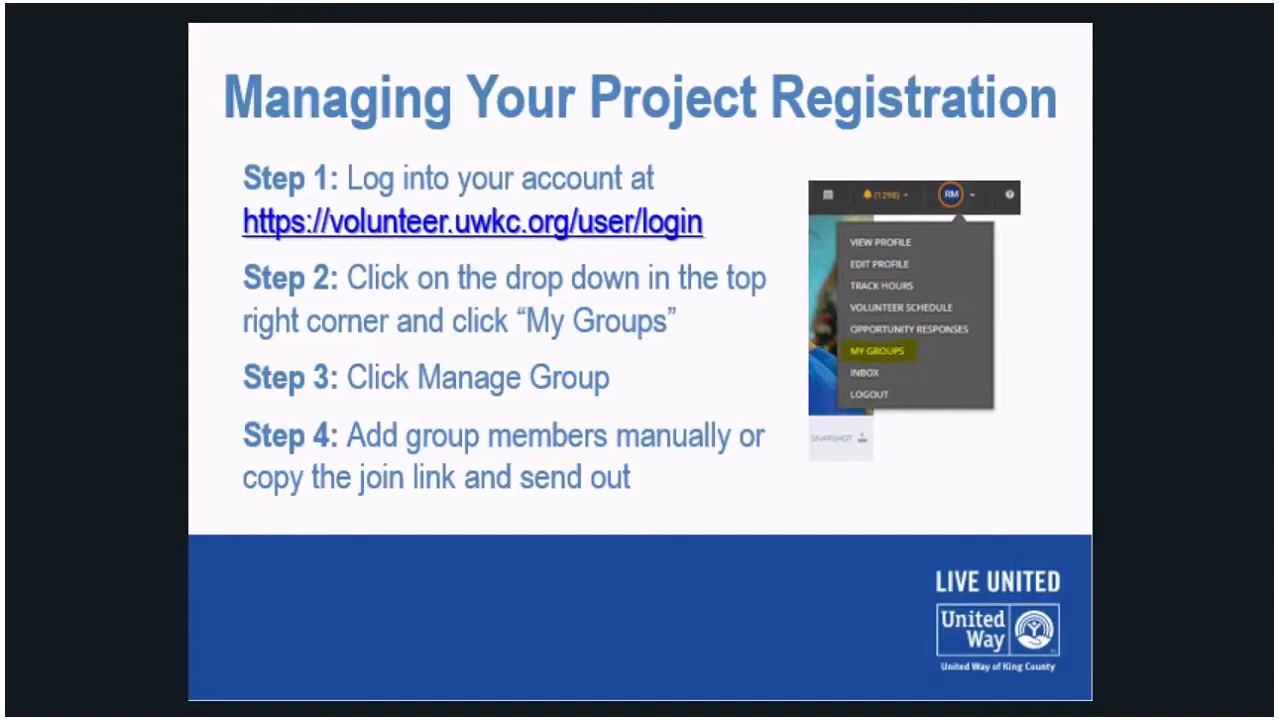 Managing Your Project Registration
Step 1: Log into your account at
https://volunteer.uwkc.org/user/login
Step 2: Click on the drop down in the top
right corner and click “My Groups”
Step 3: Click Manage Group
Step 4: Add group members manually or
copy the join link and send out
(1298)
RM
?
VIEW PROFILE
EDIT PROFILE
TRACK HOURS
VOLUNTEER SCHEDULE
OPPORTUNITY RESPONSES
MY GROUPS
INBOX
LOGOUT
SNAPSHOT
LIVE UNITED
United
Way
United Way of King County